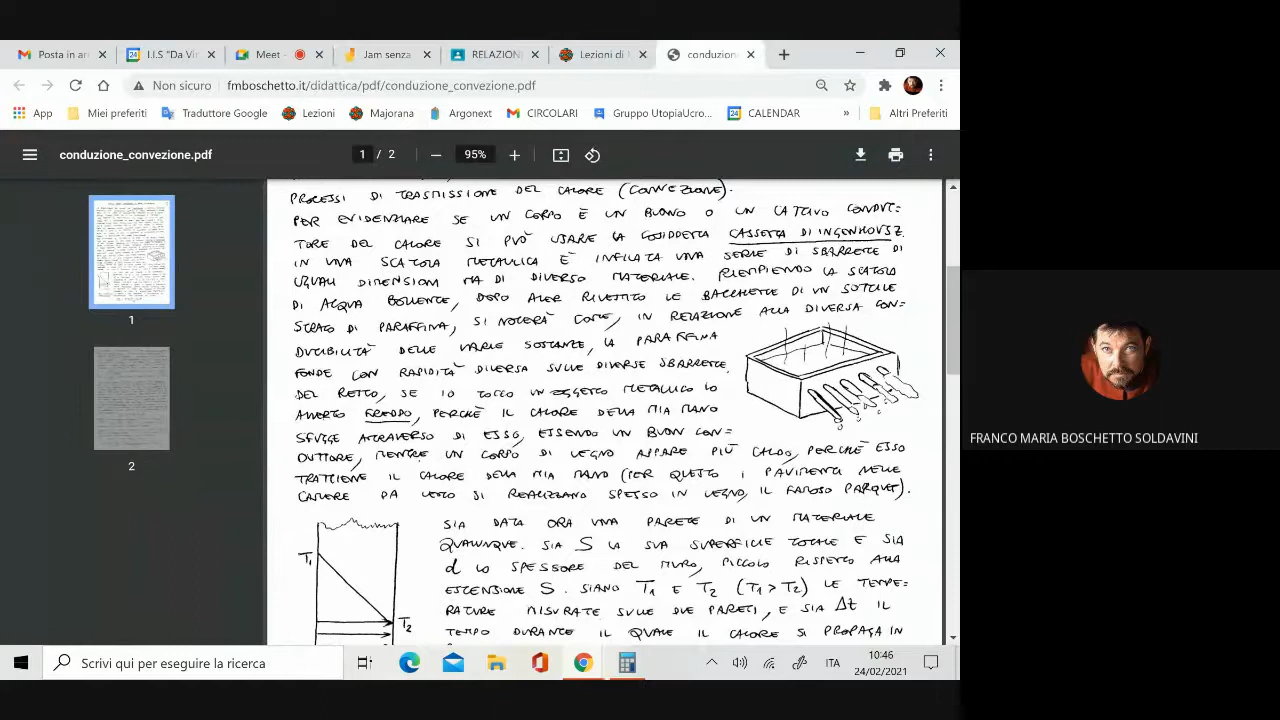 Posta in ar
I.I.S "Da Vir
Meet -
Jam senza
RELAZIONI
Lezioni di
conduzione
Non sicuro
fmboschetto.it/didattica/pdf/conduzione_convezione.pdf
App
Miei preferiti
Traduttore Google
Lezioni
Majorana
Argonext
CIRCOLARI
Gruppo UtopiaUcro...
CALENDAR
»
Altri Preferiti
conduzione_convezione.pdf
1 / 2
95%
1
2
PROCESSI DI TRASMISSIONE DEL CALORE (CONVEZIONE).
PER EVIDENZIARE SE UN CORPO È UN BUONO O UN CATTIVO CONDUT=
TORE DEL CALORE SI PUÒ USARE LA COSIDDETTA CASSETTA DI INGENHOUSZ.
IN UNA SCATOLA METALLICA È INFILATA UNA SERIE DI SBARRETTE DI
UGUALI DIMENSIONI MA DI DIVERSO MATERIALE. RIEMPIENDO LA SCATOLA
DI ACQUA BOLLENTE, DOPO AVER RIVESTITO LE BACCHETTE DI UN SOTTILE
STRATO DI PARAFFINA, SI NOTERÀ COME, IN RELAZIONE ALLA DIVERSA CON=
DUCIBILITÀ DELLE VARIE SOSTANZE, LA PARAFFINA
FONDE CON RAPIDITÀ DIVERSA SULLE DIVERSE SBARRETTE.
DEL RESTO, SE IO TOCCO UN OGGETTO METALLICO LO
AVVERTO FREDDO, PERCHÈ IL CALORE DELLA MIA MANO
SFUGGE ATTRAVERSO DI ESSO, ESSENDO UN BUON CON=
DUTTORE, MENTRE UN CORPO DI LEGNO APPARE PIÙ CALDO, PERCHÈ ESSO
TRATTIENE IL CALORE DELLA MIA MANO (PER QUESTO I PAVIMENTI NELLE
CAMERE DA LETTO SI REALIZZANO SPESSO IN LEGNO, IL FAMOSO PARQUET).
SIA DATA ORA UNA PARETE DI UN MATERIALE
QUALUNQUE. SIA S LA SUA SUPERFICIE TOTALE E SIA
d LO SPESSORE DEL MURO, PICCOLO RISPETTO ALLA
ESTENSIONE S. SIANO T₁ E T₂ (T₁ > T₂) LE TEMPE=
RATURE MISURATE SULLE DUE PARETI, E SIA Δt IL
TEMPO DURANTE IL QUALE IL CALORE SI PROPAGA IN
T₁
T₂
Scrivi qui per eseguire la ricerca
ITA
10:46
24/02/2021
FRANCO MARIA BOSCHETTO SOLDAVINI